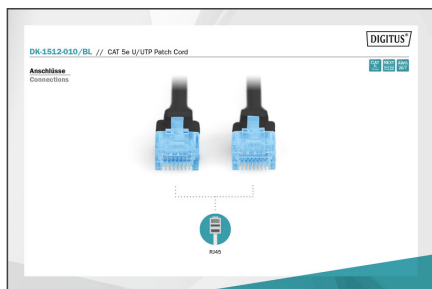 DIGITUS®
DK-1512-010/BL // CAT 5e U/UTP Patch Cord
Anschlüsse
Connections
RJ45